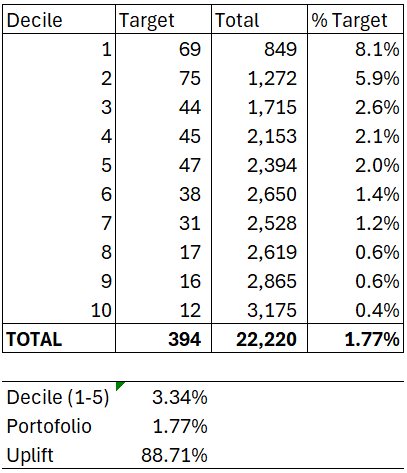 Decile Target Total % Target
1 69 849 8.1%
2 75 1,272 5.9%
3 44 1,715 2.6%
4 45 2,153 2.1%
5 47 2,394 2.0%
6 38 2,650 1.4%
7 31 2,528 1.2%
8 17 2,619 0.6%
9 16 2,865 0.6%
10 12 3,175 0.4%
TOTAL 394 22,220 1.77%
Decile (1-5) 3.34%
Portofolio 1.77%
Uplift 88.71%